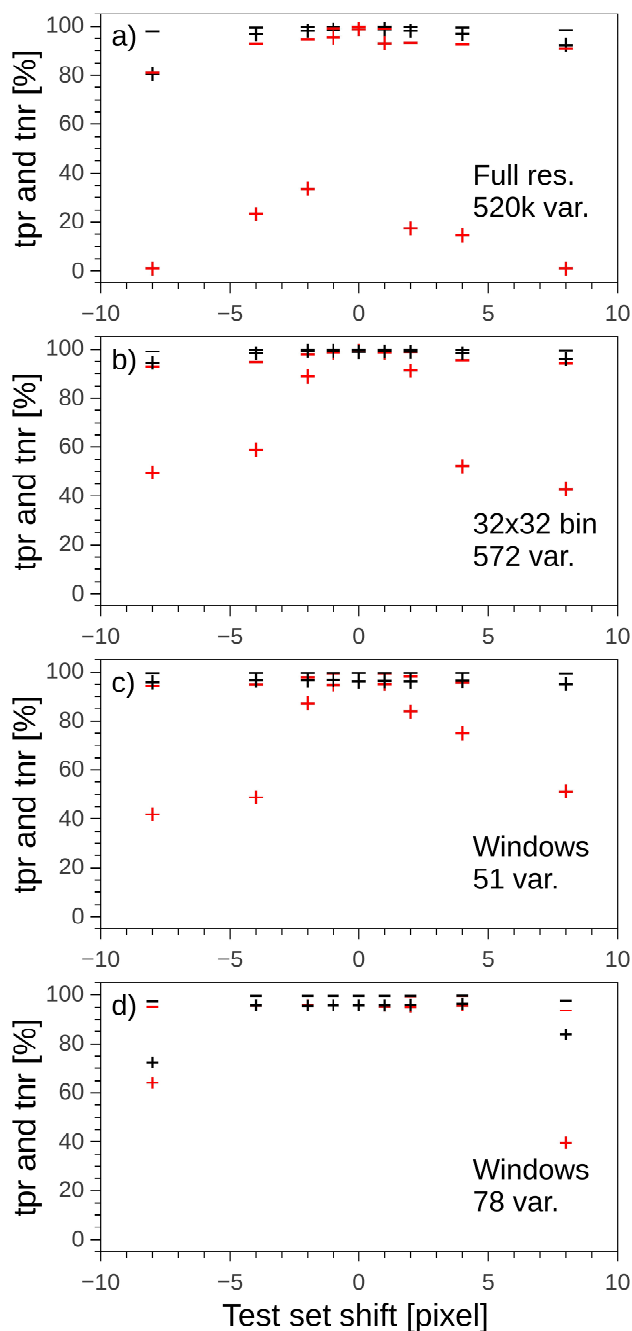 a)
100
80
60
40
20
0
tpr and tnr [%]
Full res.
520k var.
−10 −5 0 5 10
b)
100
80
60
40
20
0
tpr and tnr [%]
32x32 bin
572 var.
−10 −5 0 5 10
c)
100
80
60
40
20
0
tpr and tnr [%]
Windows
51 var.
−10 −5 0 5 10
d)
100
80
60
40
20
0
tpr and tnr [%]
Windows
78 var.
−10 −5 0 5 10
Test set shift [pixel]